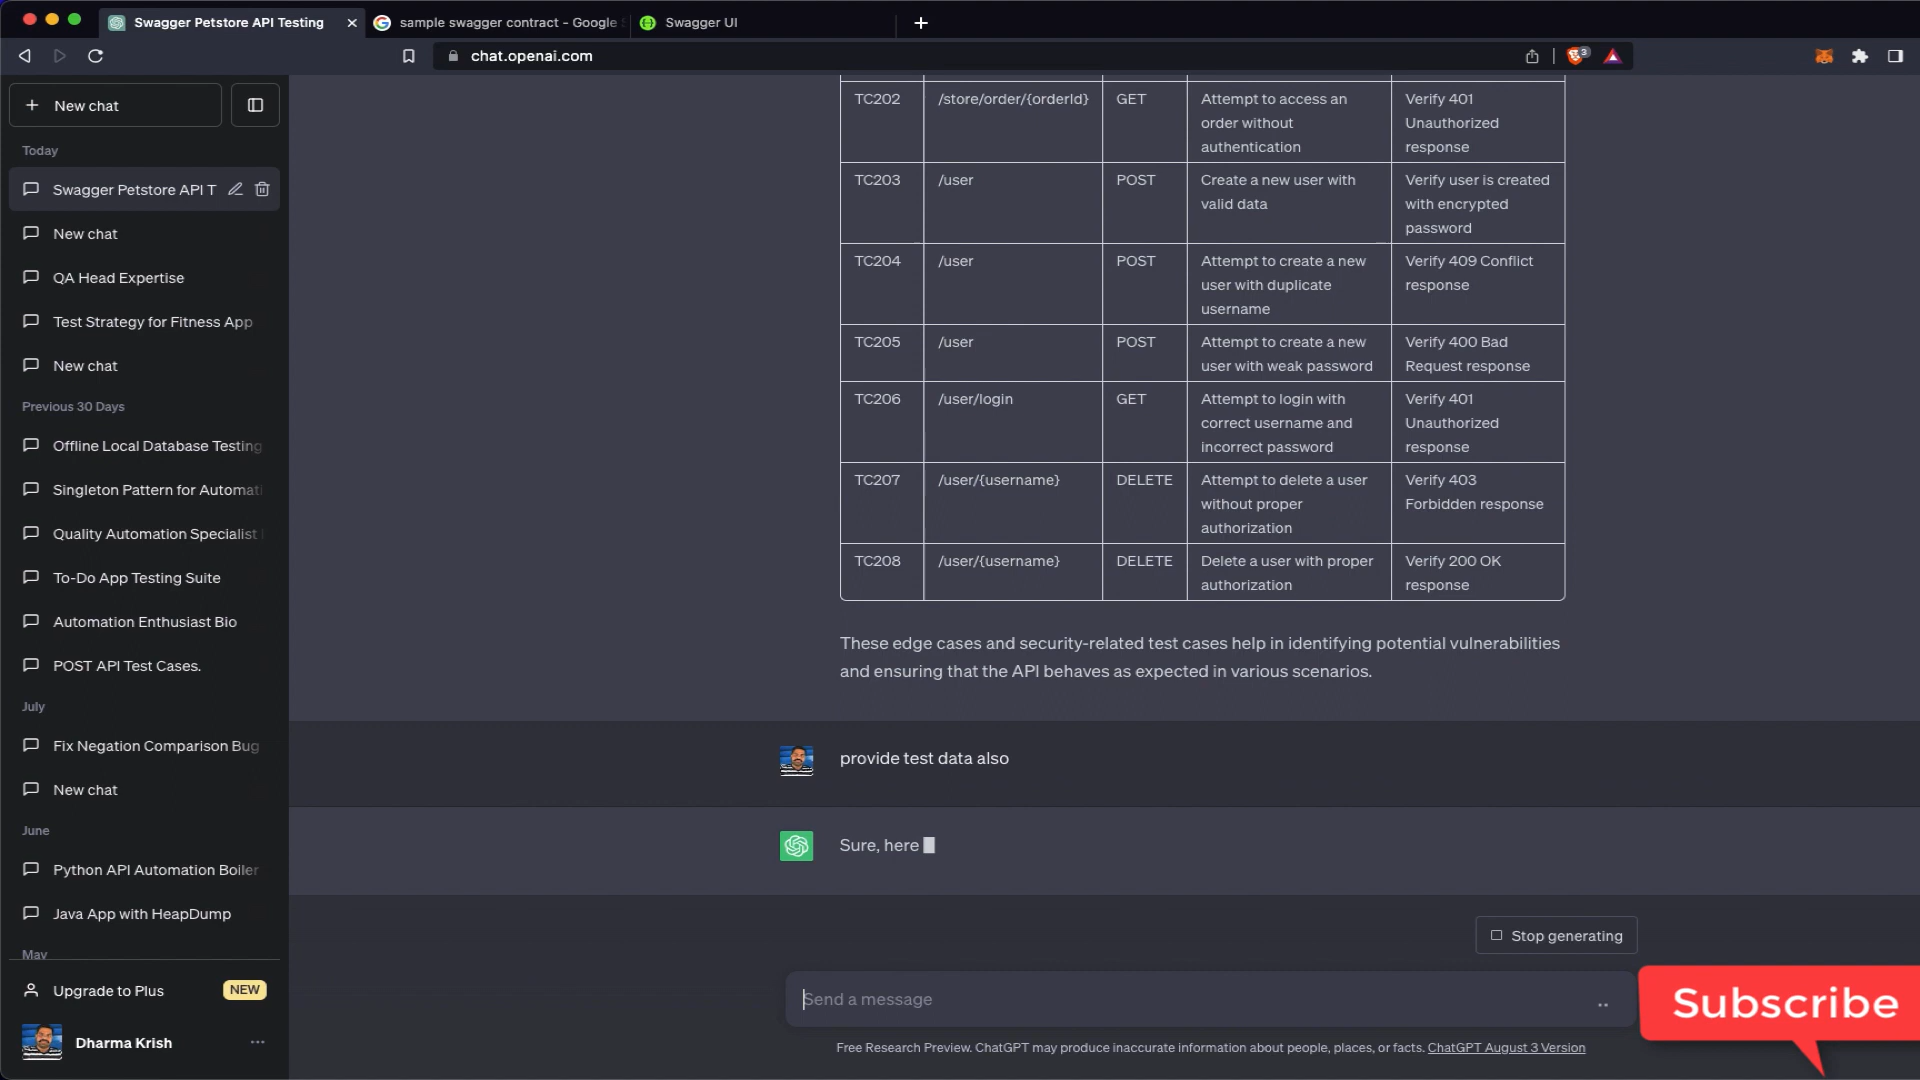 Swagger Petstore API Testing
sample swagger contract - Google
Swagger UI
chat.openai.com
3
New chat
Today
Swagger Petstore API T
New chat
QA Head Expertise
Test Strategy for Fitness App
New chat
Previous 30 Days
Offline Local Database Testing
Singleton Pattern for Automati
Quality Automation Specialist
To-Do App Testing Suite
Automation Enthusiast Bio
POST API Test Cases.
July
Fix Negation Comparison Bug
New chat
June
Python API Automation Boiler
Java App with HeapDump
May
Upgrade to Plus
NEW
Dharma Krish
TC202 /store/order/{orderId} GET Attempt to access an Verify 401
order without Unauthorized
authentication response
TC203 /user POST Create a new user with Verify user is created
valid data with encrypted
password
TC204 /user POST Attempt to create a new Verify 409 Conflict
user with duplicate response
username
TC205 /user POST Attempt to create a new Verify 400 Bad
user with weak password Request response
TC206 /user/login GET Attempt to login with Verify 401
correct username and Unauthorized
incorrect password response
TC207 /user/{username} DELETE Attempt to delete a user Verify 403
without proper Forbidden response
authorization
TC208 /user/{username} DELETE Delete a user with proper Verify 200 OK
authorization response
These edge cases and security-related test cases help in identifying potential vulnerabilities
and ensuring that the API behaves as expected in various scenarios.
provide test data also
Sure, here
Stop generating
Send a message
Free Research Preview. ChatGPT may produce inaccurate information about people, places, or facts. ChatGPT August 3 Version
Subscribe